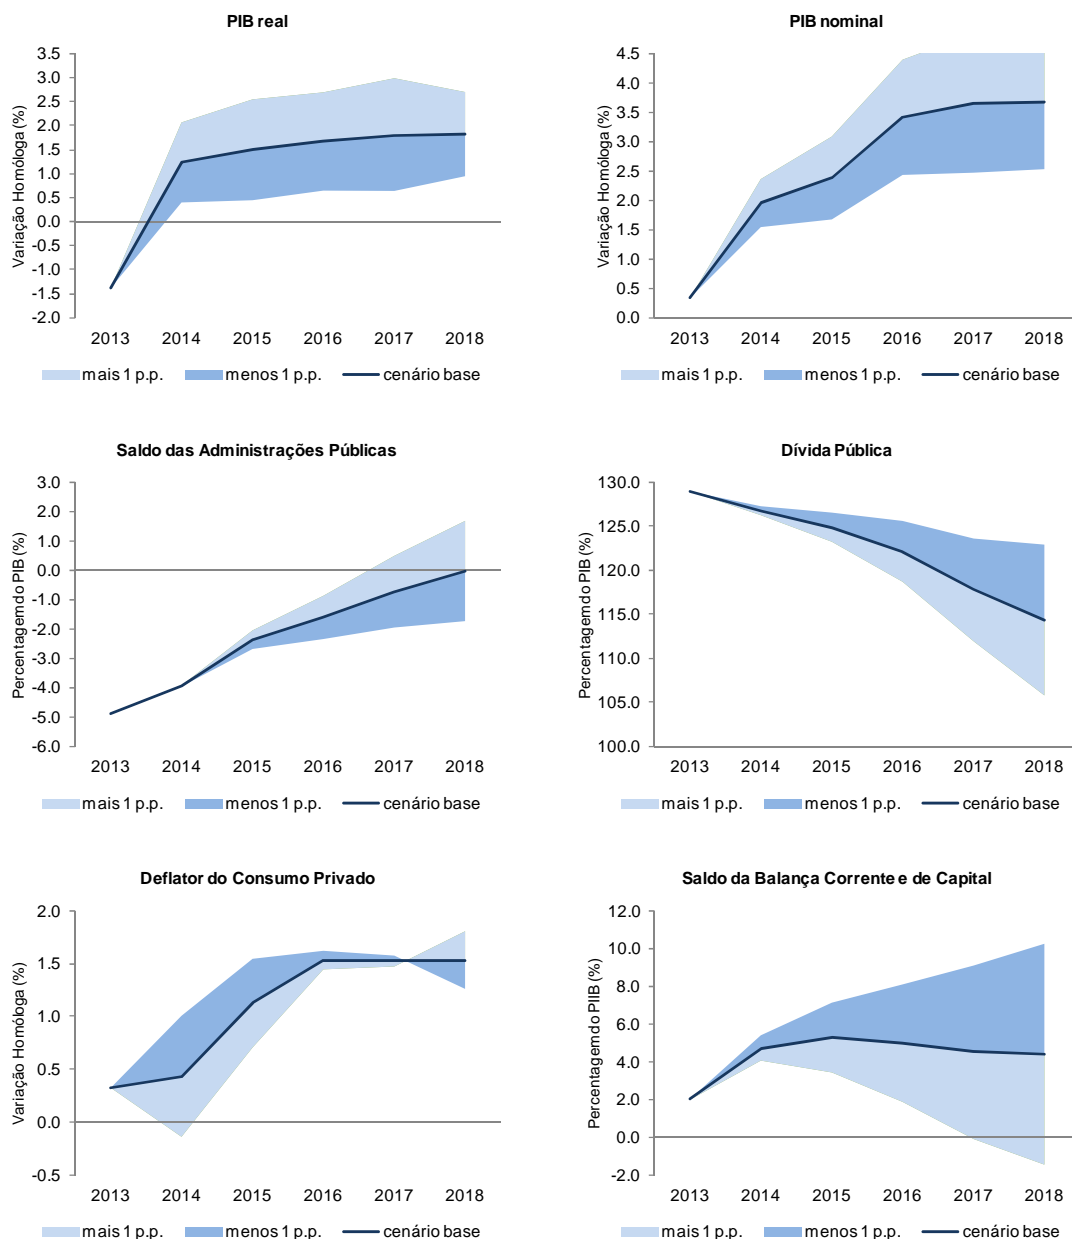 PIB real
Variação Homóloga (%)
3.5
3.0
2.5
2.0
1.5
1.0
0.5
0.0
-0.5
-1.0
-1.5
-2.0
2013 2014 2015 2016 2017 2018
mais 1 p.p. menos 1 p.p. cenário base
PIB nominal
Variação Homóloga (%)
4.5
4.0
3.5
3.0
2.5
2.0
1.5
1.0
0.5
0.0
2013 2014 2015 2016 2017 2018
mais 1 p.p. menos 1 p.p. cenário base
Saldo das Administrações Públicas
Percentagemdo PIB (%)
3.0
2.0
1.0
0.0
-1.0
-2.0
-3.0
-4.0
-5.0
-6.0
2013 2014 2015 2016 2017 2018
mais 1 p.p. menos 1 p.p. cenário base
Dívida Pública
Percentagemdo PIB (%)
130.0
125.0
120.0
115.0
110.0
105.0
100.0
2013 2014 2015 2016 2017 2018
mais 1 p.p. menos 1 p.p. cenário base
Deflator do Consumo Privado
Variação Homóloga (%)
2.0
1.5
1.0
0.5
0.0
-0.5
2013 2014 2015 2016 2017 2018
mais 1 p.p. menos 1 p.p. cenário base
Saldo da Balança Corrente e de Capital
Percentagemdo PIIB (%)
12.0
10.0
8.0
6.0
4.0
2.0
0.0
-2.0
2013 2014 2015 2016 2017 2018
mais 1 p.p. menos 1 p.p. cenário base